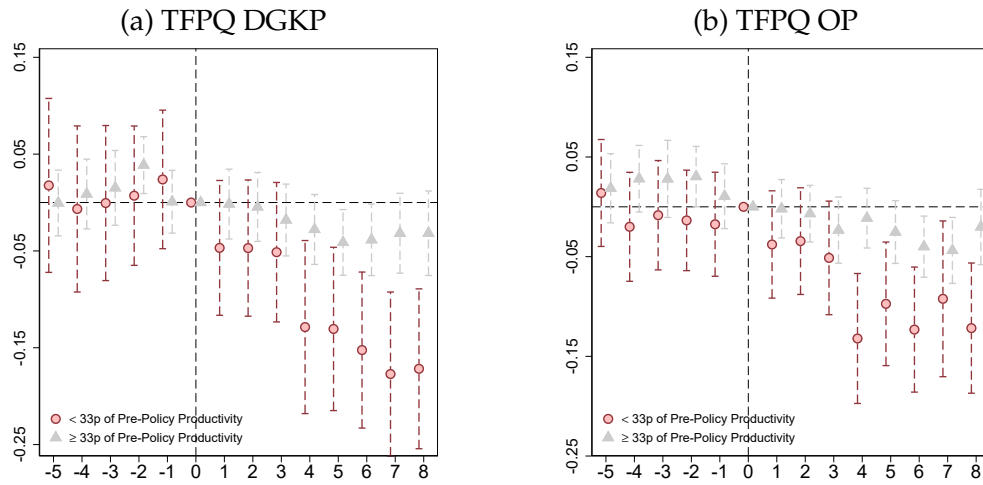 (a) TFPQ DGKP
0.15
0.05
-0.05
-0.15
-0.25
< 33p of Pre-Policy Productivity
≥ 33p of Pre-Policy Productivity
-5 -4 -3 -2 -1 0 1 2 3 4 5 6 7 8
(b) TFPQ OP
0.15
0.05
-0.05
-0.15
-0.25
< 33p of Pre-Policy Productivity
≥ 33p of Pre-Policy Productivity
-5 -4 -3 -2 -1 0 1 2 3 4 5 6 7 8